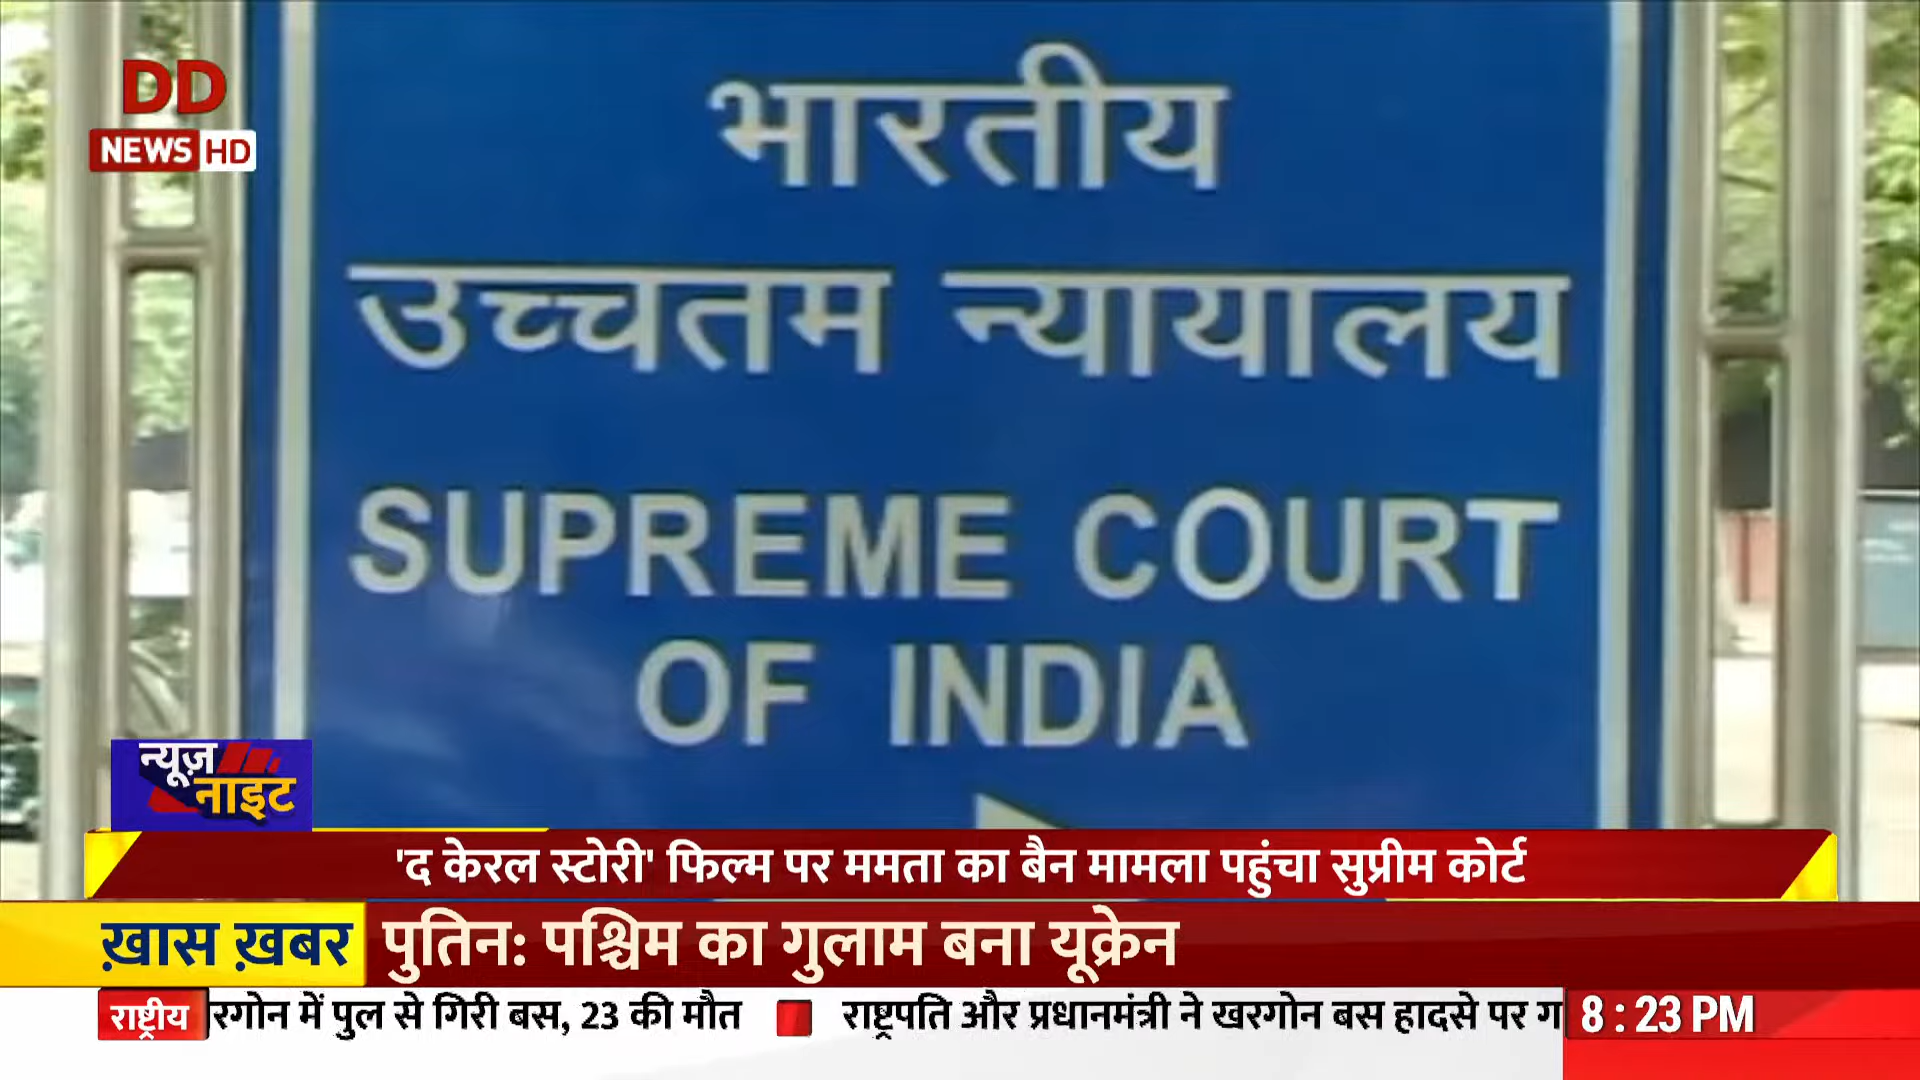 DD
NEWS HD
भारतीय
उच्चतम न्यायालय
SUPREME COURT
OF INDIA
न्यूज़
नाइट
'द केरल स्टोरी' फिल्म पर ममता का बैन मामला पहुंचा सुप्रीम कोर्ट
ख़ास ख़बर पुतिन: पश्चिम का गुलाम बना यूक्रेन
राष्ट्रीय रगोन में पुल से गिरी बस, 23 की मौत राष्ट्रपति और प्रधानमंत्री ने खरगोन बस हादसे पर ग 8 : 23 PM